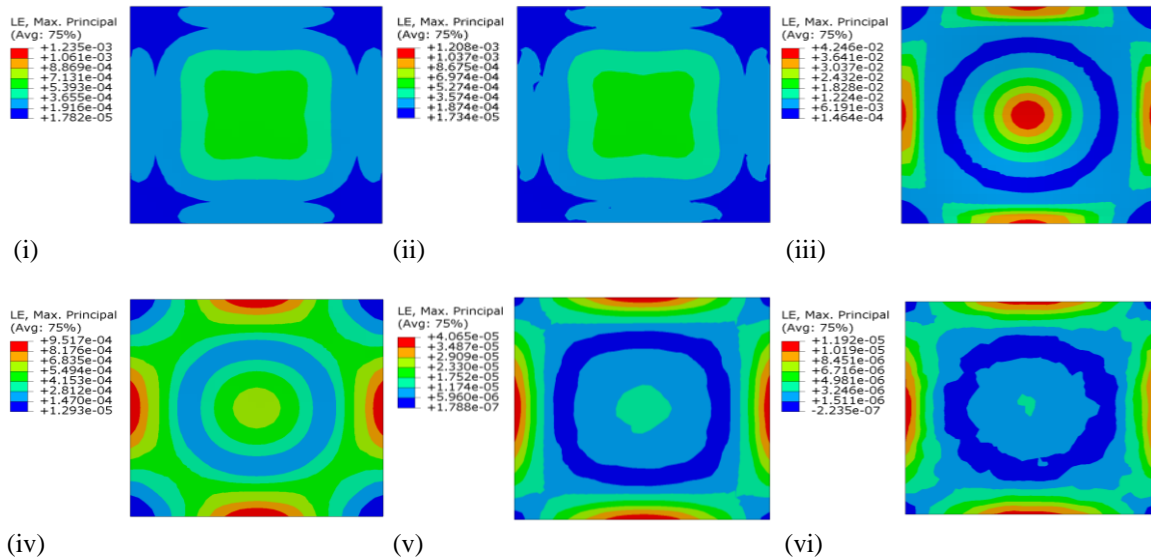 LE, Max. Principal
(Avg: 75%)
+1.235e-03
+1.061e-03
+8.869e-04
+7.131e-04
+5.393e-04
+3.655e-04
+1.916e-04
+1.782e-05
(i)
LE, Max. Principal
(Avg: 75%)
+1.208e-03
+1.037e-03
+8.675e-04
+6.974e-04
+5.274e-04
+3.574e-04
+1.874e-04
+1.734e-05
(ii)
LE, Max. Principal
(Avg: 75%)
+4.246e-02
+3.641e-02
+3.037e-02
+2.432e-02
+1.828e-02
+1.224e-02
+6.191e-03
+1.464e-04
(iii)
LE, Max. Principal
(Avg: 75%)
+9.517e-04
+8.176e-04
+6.835e-04
+5.494e-04
+4.153e-04
+2.812e-04
+1.470e-04
+1.293e-05
(iv)
LE, Max. Principal
(Avg: 75%)
+4.065e-05
+3.487e-05
+2.909e-05
+2.330e-05
+1.752e-05
+1.174e-05
+5.960e-06
+1.788e-07
(v)
LE, Max. Principal
(Avg: 75%)
+1.192e-05
+1.019e-05
+8.451e-06
+6.716e-06
+4.981e-06
+3.246e-06
+1.511e-06
-2.235e-07
(vi)